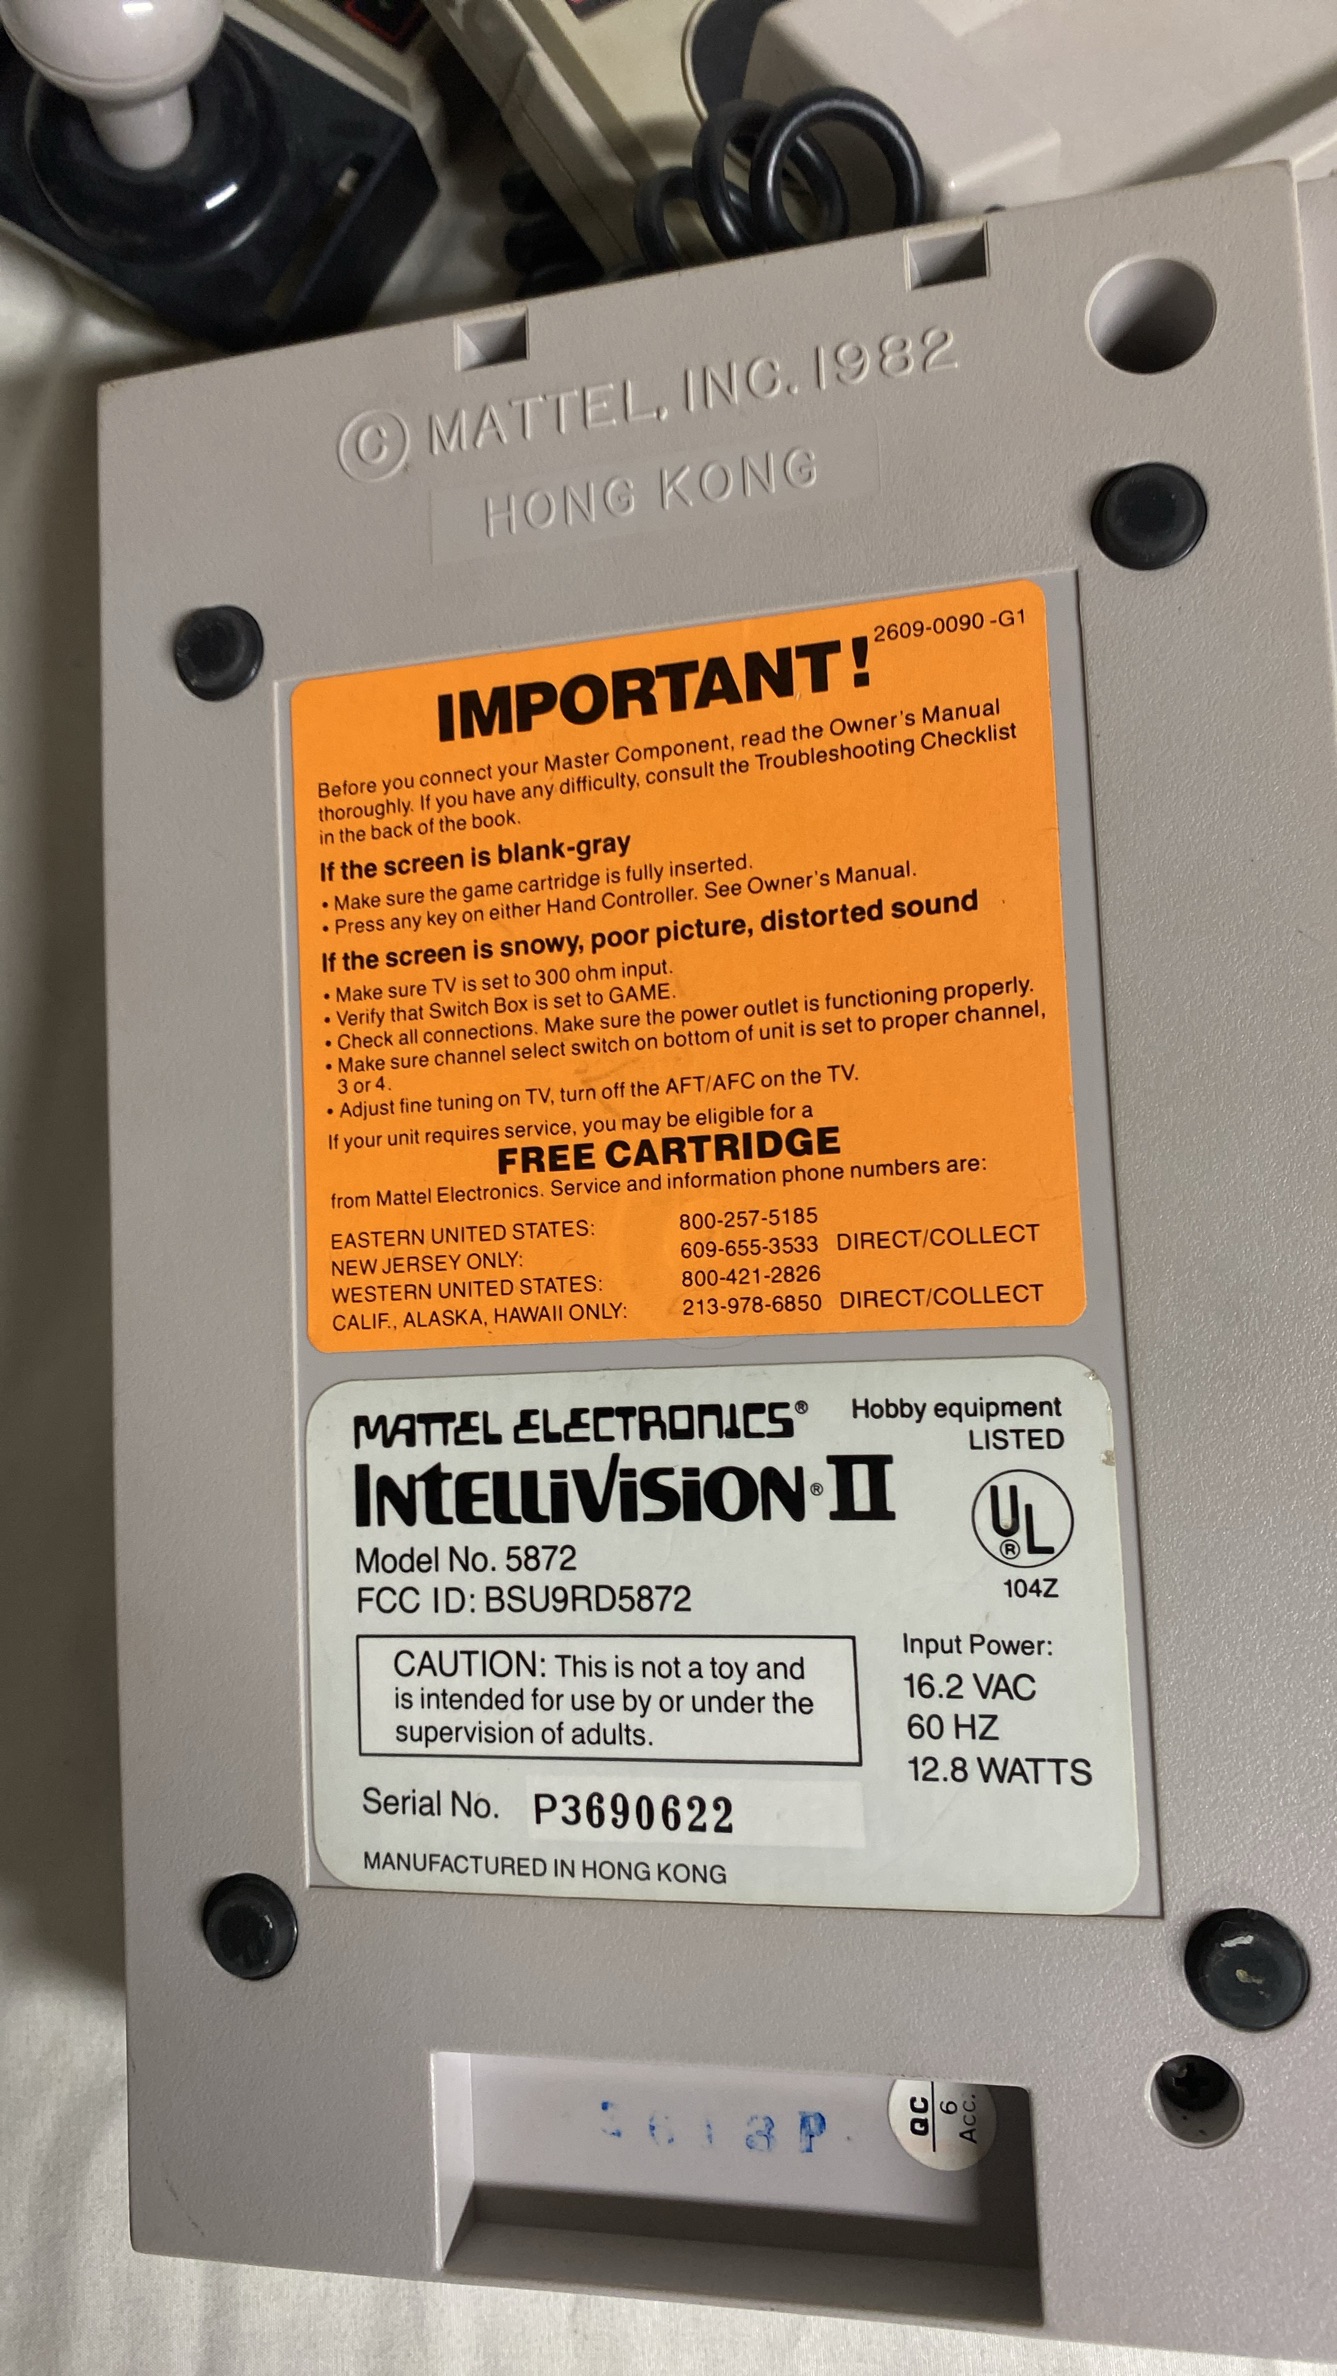 © MATTEL, INC. 1982
HONG KONG
2609-0090-G1
IMPORTANT!
Before you connect your Master Component, read the Owner's Manual
thoroughly. If you have any difficulty, consult the Troubleshooting Checklist
in the back of the book.
If the screen is blank-gray
• Make sure the game cartridge is fully inserted.
• Press any key on either Hand Controller. See Owner's Manual.
If the screen is snowy, poor picture, distorted sound
• Make sure TV is set to 300 ohm input.
• Verify that Switch Box is set to GAME.
• Check all connections. Make sure the power outlet is functioning properly.
• Make sure channel select switch on bottom of unit is set to proper channel,
3 or 4.
• Adjust fine tuning on TV, turn off the AFT/AFC on the TV.
If your unit requires service, you may be eligible for a
FREE CARTRIDGE
from Mattel Electronics. Service and information phone numbers are:
EASTERN UNITED STATES: 800-257-5185
NEW JERSEY ONLY: 609-655-3533 DIRECT/COLLECT
WESTERN UNITED STATES: 800-421-2826
CALIF., ALASKA, HAWAII ONLY: 213-978-6850 DIRECT/COLLECT
MATTEL ELECTRONICS®
INTELLIVISION® II
Model No. 5872
FCC ID: BSU9RD5872
Hobby equipment
LISTED
UL®
104Z
CAUTION: This is not a toy and
is intended for use by or under the
supervision of adults.
Input Power:
16.2 VAC
60 HZ
12.8 WATTS
Serial No. P3690622
MANUFACTURED IN HONG KONG
QC
6
Acc.